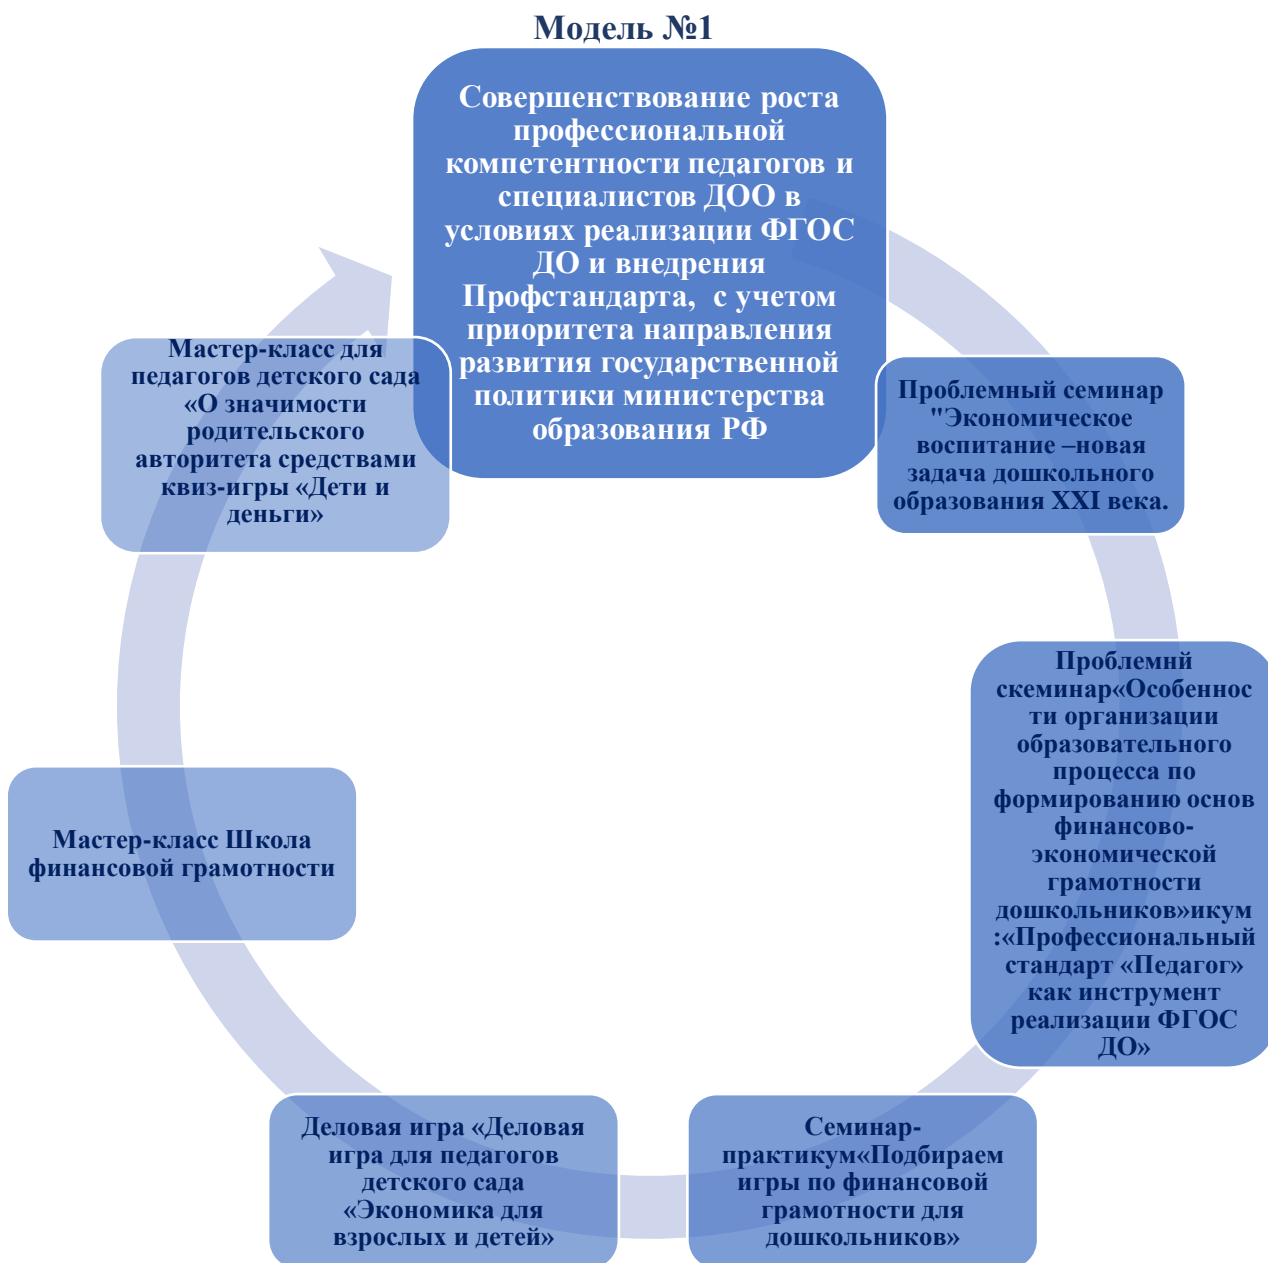 Модель №1
Совершенствование роста
профессиональной
компетентности педагогов и
специалистов ДОО в
условиях реализации ФГОС
ДО и внедрения
Профстандарта, с учетом
приоритета направления
развития государственной
политики министерства
образования РФ
Проблемный семинар
"Экономическое
воспитание –новая
задача дошкольного
образования XXI века.
Проблемнй
скеминар«Особеннос
ти организации
образовательного
процесса по
формированию основ
финансово-
экономической
грамотности
дошкольников»икум
:«Профессиональный
стандарт «Педагог»
как инструмент
реализации ФГОС
ДО»
Семинар-
практикум«Подбираем
игры по финансовой
грамотности для
дошкольников»
Деловая игра «Деловая
игра для педагогов
детского сада
«Экономика для
взрослых и детей»
Мастер-класс Школа
финансовой грамотности
Мастер-класс для
педагогов детского сада
«О значимости
родительского
авторитета средствами
квиз-игры «Дети и
деньги»